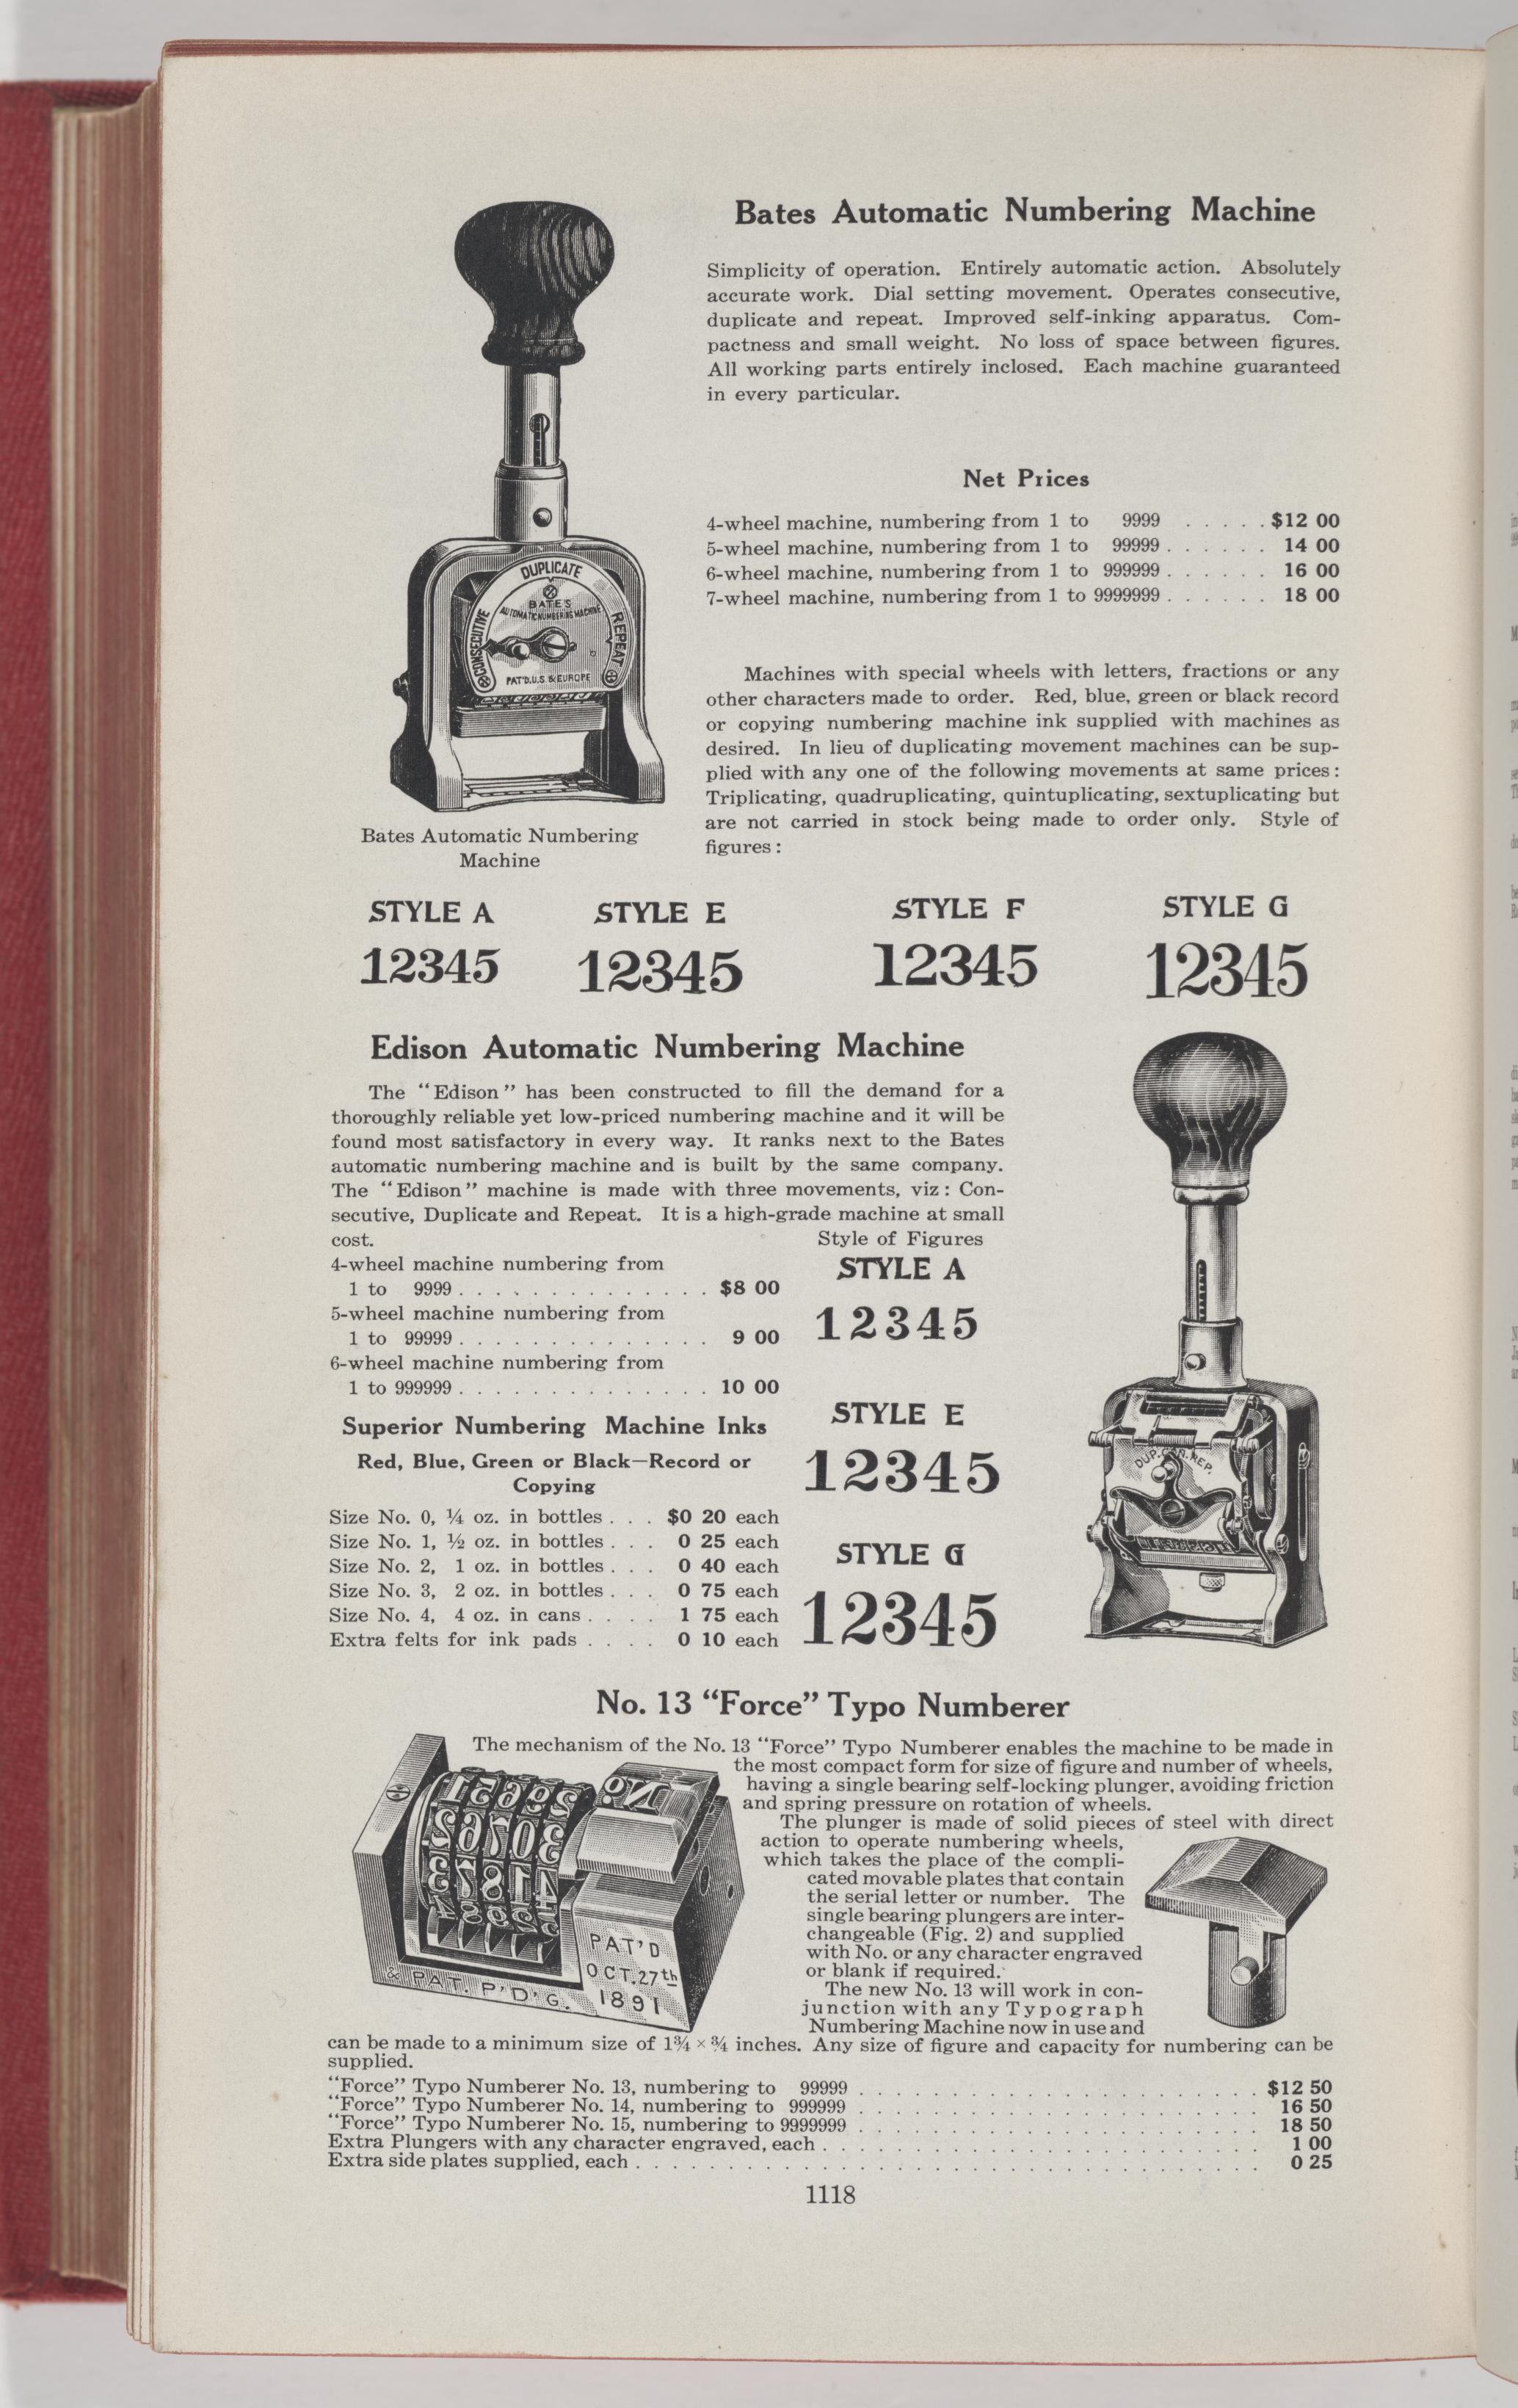 Bates Automatic Numbering Machine
Simplicity of operation. Entirely automatic action. Absolutely
accurate work. Dial setting movement. Operates consecutive,
duplicate and repeat. Improved self-inking apparatus. Com-
pactness and small weight. No loss of space between figures.
All working parts entirely inclosed. Each machine guaranteed
in every particular.
Net Prices
4-wheel machine, numbering from 1 to 9999 . . . . . $12 00
5-wheel machine, numbering from 1 to 99999 . . . . . . 14 00
6-wheel machine, numbering from 1 to 999999 . . . . . . 16 00
7-wheel machine, numbering from 1 to 9999999 . . . . . . 18 00
DUPLICATE
BATE'S
AUTOMATIC NUMBERING MACHINE
CONSECUTIVE
REPEAT
PAT'D. U.S. & EUROPE
Bates Automatic Numbering
Machine
Machines with special wheels with letters, fractions or any
other characters made to order. Red, blue, green or black record
or copying numbering machine ink supplied with machines as
desired. In lieu of duplicating movement machines can be sup-
plied with any one of the following movements at same prices:
Triplicating, quadruplicating, quintuplicating, sextuplicating but
are not carried in stock being made to order only. Style of
figures:
STYLE A STYLE E STYLE F STYLE G
12345 12345 12345 12345
Edison Automatic Numbering Machine
The "Edison" has been constructed to fill the demand for a
thoroughly reliable yet low-priced numbering machine and it will be
found most satisfactory in every way. It ranks next to the Bates
automatic numbering machine and is built by the same company.
The "Edison" machine is made with three movements, viz: Con-
secutive, Duplicate and Repeat. It is a high-grade machine at small
cost.
4-wheel machine numbering from
1 to 9999 . . . . . . . . . . . . . . $8 00
5-wheel machine numbering from
1 to 99999 . . . . . . . . . . . . . . 9 00
6-wheel machine numbering from
1 to 999999 . . . . . . . . . . . . . . 10 00
Style of Figures
STYLE A
12345
STYLE E
12345
STYLE G
12345
DUP. CON. REP.
Superior Numbering Machine Inks
Red, Blue, Green or Black—Record or
Copying
Size No. 0, ¼ oz. in bottles . . . $0 20 each
Size No. 1, ½ oz. in bottles . . . 0 25 each
Size No. 2, 1 oz. in bottles . . . 0 40 each
Size No. 3, 2 oz. in bottles . . . 0 75 each
Size No. 4, 4 oz. in cans . . . . 1 75 each
Extra felts for ink pads . . . . 0 10 each
No. 13 "Force" Typo Numberer
The mechanism of the No. 13 "Force" Typo Numberer enables the machine to be made in
the most compact form for size of figure and number of wheels,
having a single bearing self-locking plunger, avoiding friction
and spring pressure on rotation of wheels.
The plunger is made of solid pieces of steel with direct
action to operate numbering wheels,
which takes the place of the compli-
cated movable plates that contain
the serial letter or number. The
single bearing plungers are inter-
changeable (Fig. 2) and supplied
with No. or any character engraved
or blank if required.
The new No. 13 will work in con-
junction with any Typograph
Numbering Machine now in use and
can be made to a minimum size of 1¾ × ¾ inches. Any size of figure and capacity for numbering can be
supplied.
PAT'D
OCT. 27th
1891
& PAT. P'D'G.
"Force" Typo Numberer No. 13, numbering to 99999 . . . . . . . . . . . . . . . . . . . . . . $12 50
"Force" Typo Numberer No. 14, numbering to 999999 . . . . . . . . . . . . . . . . . . . . . . 16 50
"Force" Typo Numberer No. 15, numbering to 9999999 . . . . . . . . . . . . . . . . . . . . . . 18 50
Extra Plungers with any character engraved, each . . . . . . . . . . . . . . . . . . . . . . . . 1 00
Extra side plates supplied, each . . . . . . . . . . . . . . . . . . . . . . . . . . . . . . . . . . 0 25
1118